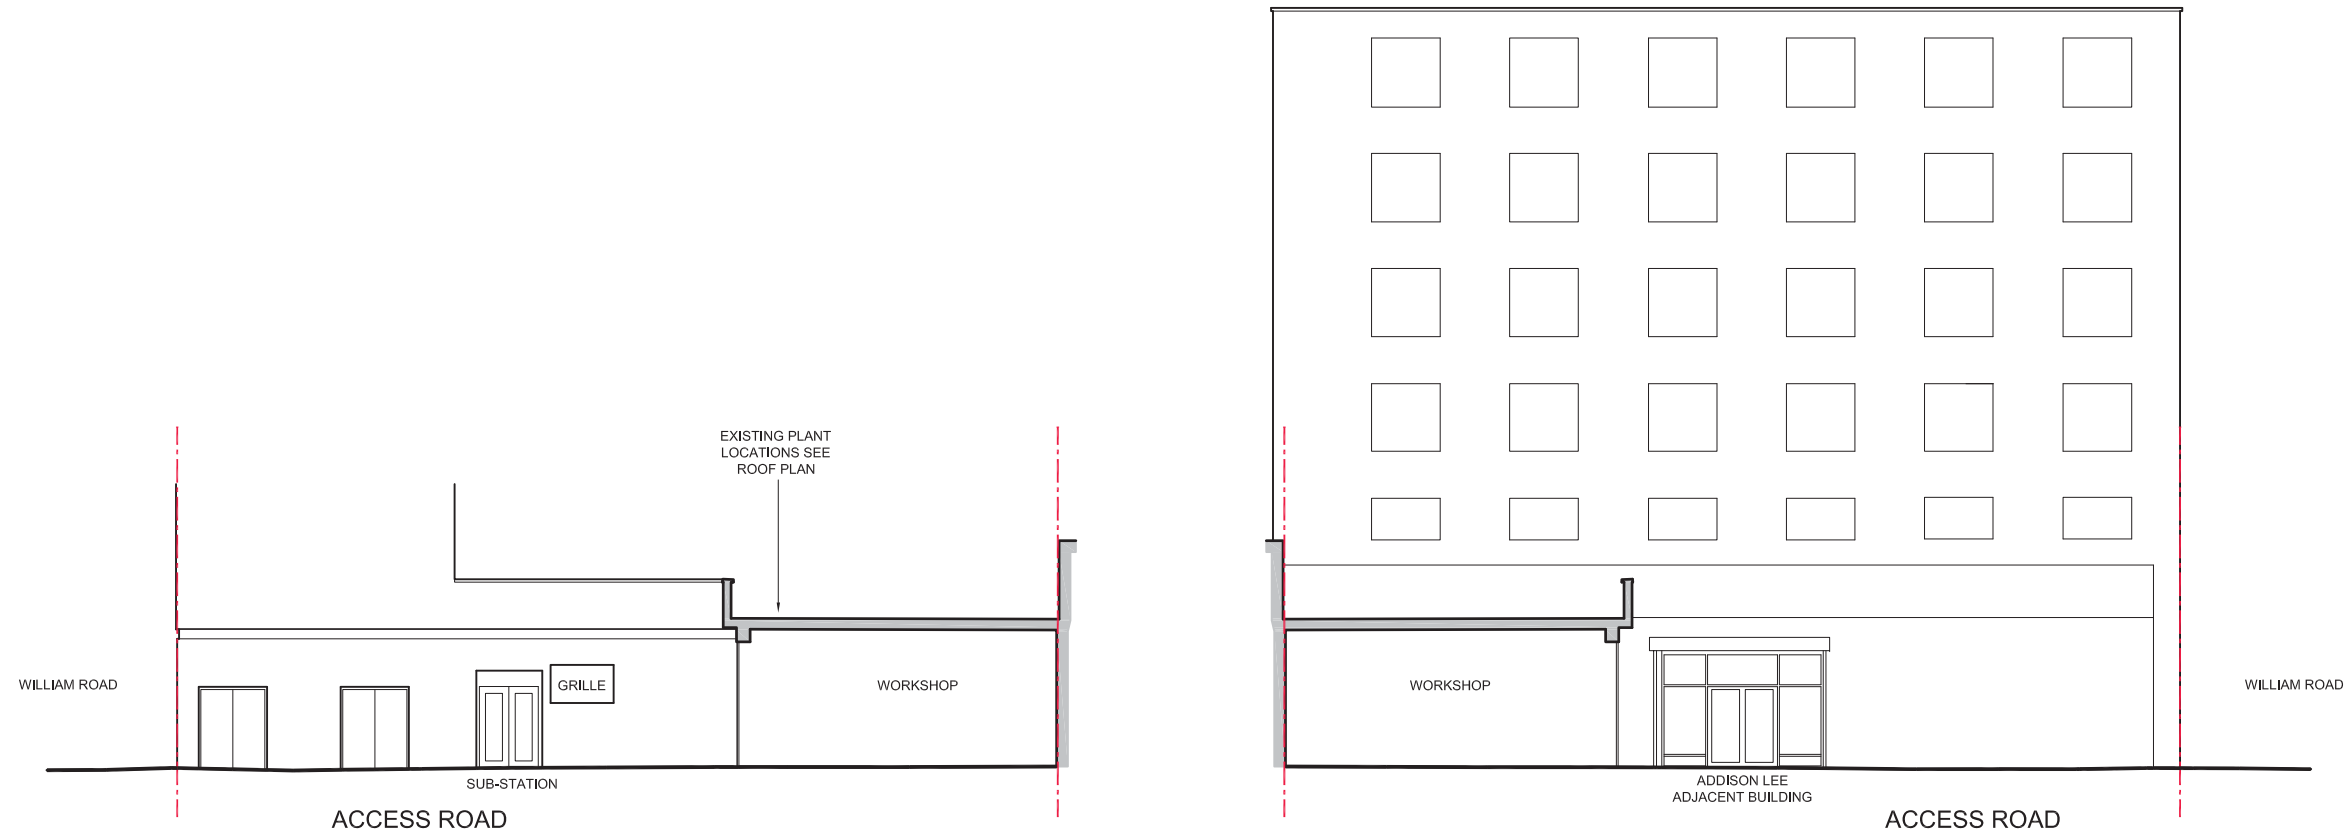 EXISTING PLANT
LOCATIONS SEE
ROOF PLAN
WILLIAM ROAD
GRILLE
WORKSHOP
SUB-STATION
ACCESS ROAD
WORKSHOP
WILLIAM ROAD
ADDISON LEE
ADJACENT BUILDING
ACCESS ROAD